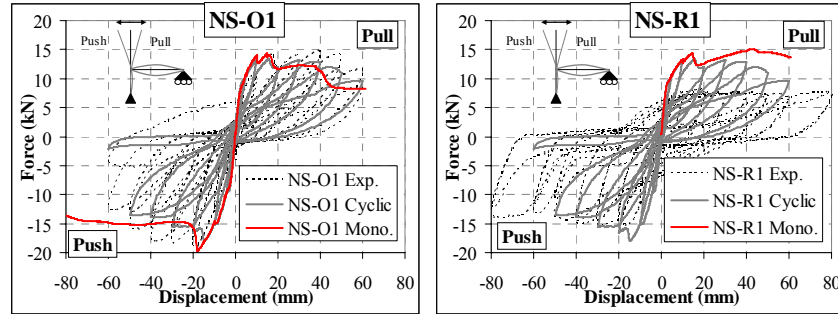 NS-O1
Push
Pull
Pull
20
15
10
5
0
-5
-10
-15
-20
Force (kN)
NS-O1 Exp.
NS-O1 Cyclic
NS-O1 Mono.
Push
-80 -60 -40 -20 0 20 40 60 80
Displacement (mm)
NS-R1
Push
Pull
Pull
20
15
10
5
0
-5
-10
-15
-20
Force (kN)
NS-R1 Exp.
NS-R1 Cyclic
NS-R1 Mono.
Push
-80 -60 -40 -20 0 20 40 60 80
Displacement (mm)